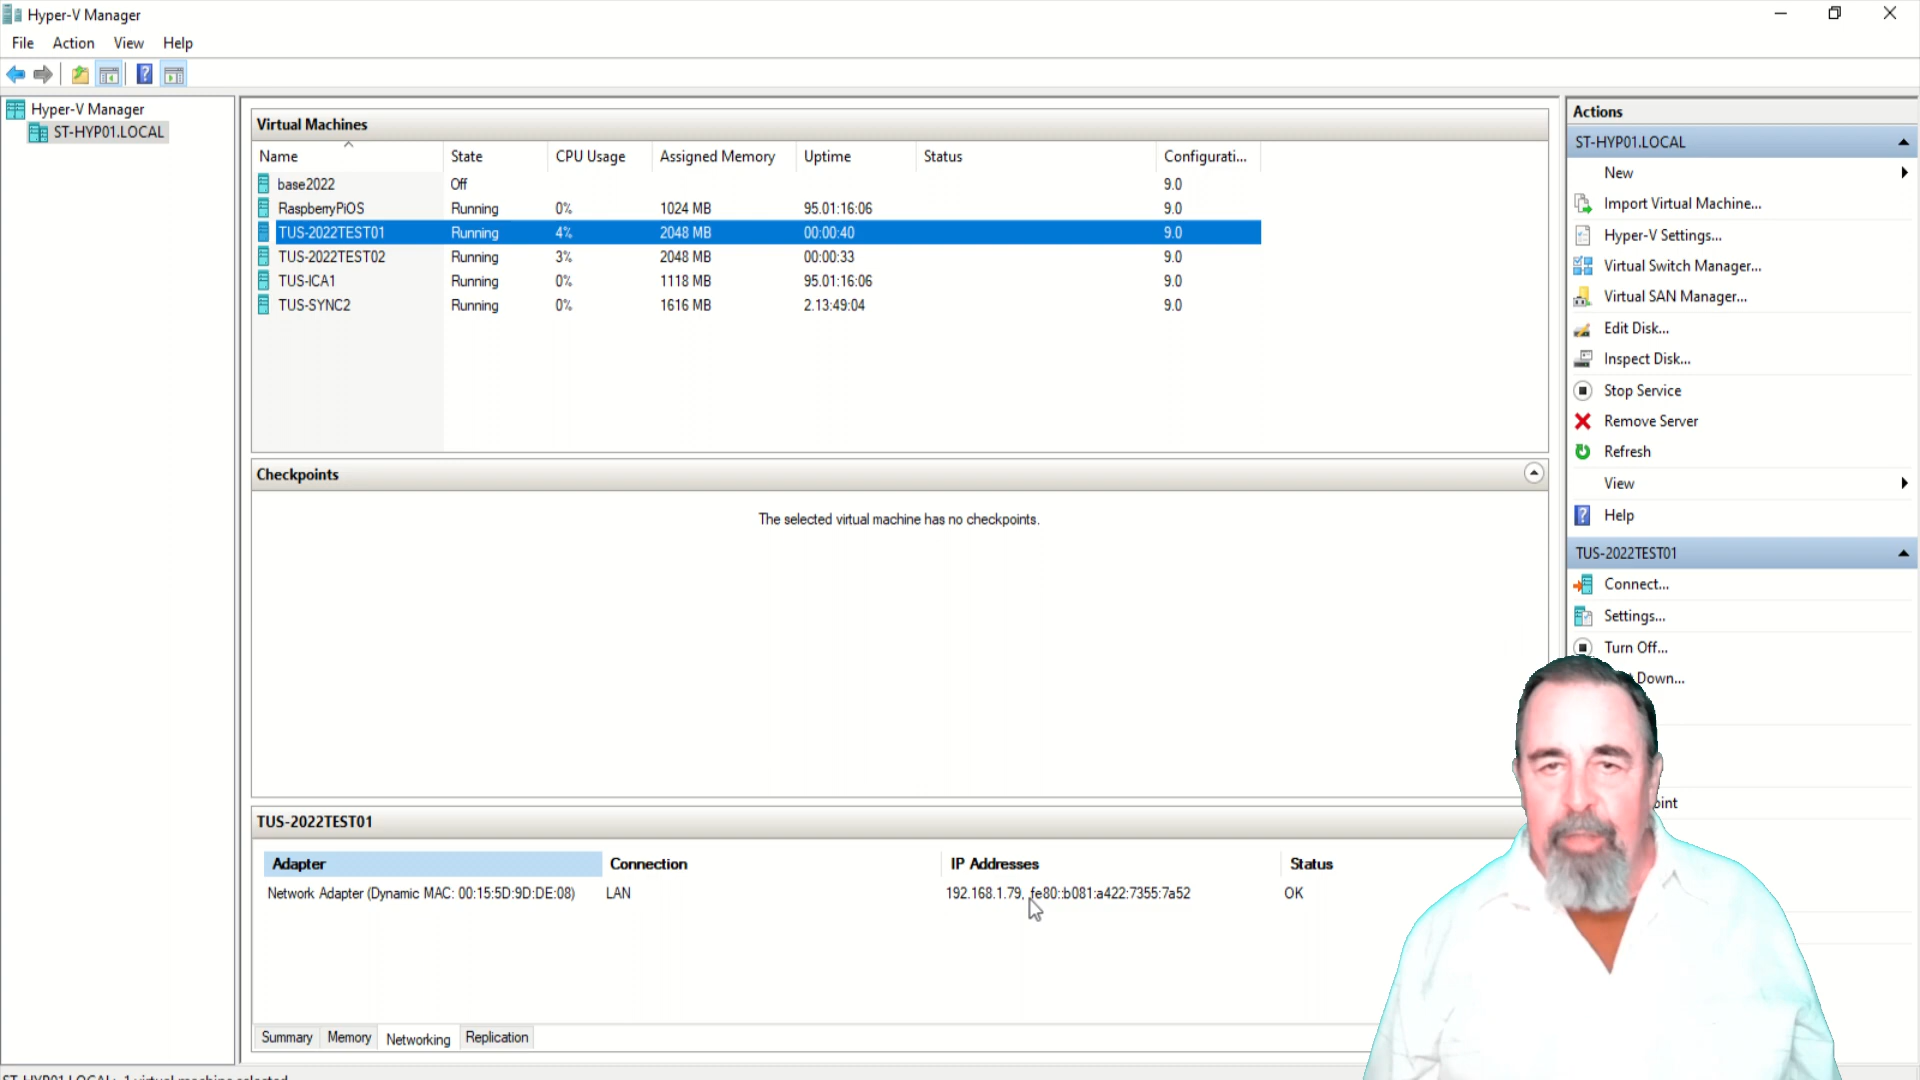 Hyper-V Manager
File Action View Help
Hyper-V Manager
ST-HYP01.LOCAL
Virtual Machines
Name State CPU Usage Assigned Memory Uptime Status Configurati...
base2022 Off 9.0
RaspberryPiOS Running 0% 1024 MB 95.01:16:06 9.0
TUS-2022TEST01 Running 4% 2048 MB 00:00:40 9.0
TUS-2022TEST02 Running 3% 2048 MB 00:00:33 9.0
TUS-ICA1 Running 0% 1118 MB 95.01:16:06 9.0
TUS-SYNC2 Running 0% 1616 MB 2.13:49:04 9.0
Checkpoints
The selected virtual machine has no checkpoints.
TUS-2022TEST01
Adapter Connection IP Addresses Status
Network Adapter (Dynamic MAC: 00:15:5D:9D:DE:08) LAN 192.168.1.79, fe80::b081:a422:7355:7a52 OK
Summary Memory Networking Replication
Actions
ST-HYP01.LOCAL
New
Import Virtual Machine...
Hyper-V Settings...
Virtual Switch Manager...
Virtual SAN Manager...
Edit Disk...
Inspect Disk...
Stop Service
Remove Server
Refresh
View
Help
TUS-2022TEST01
Connect...
Settings...
Turn Off...
Down...
oint